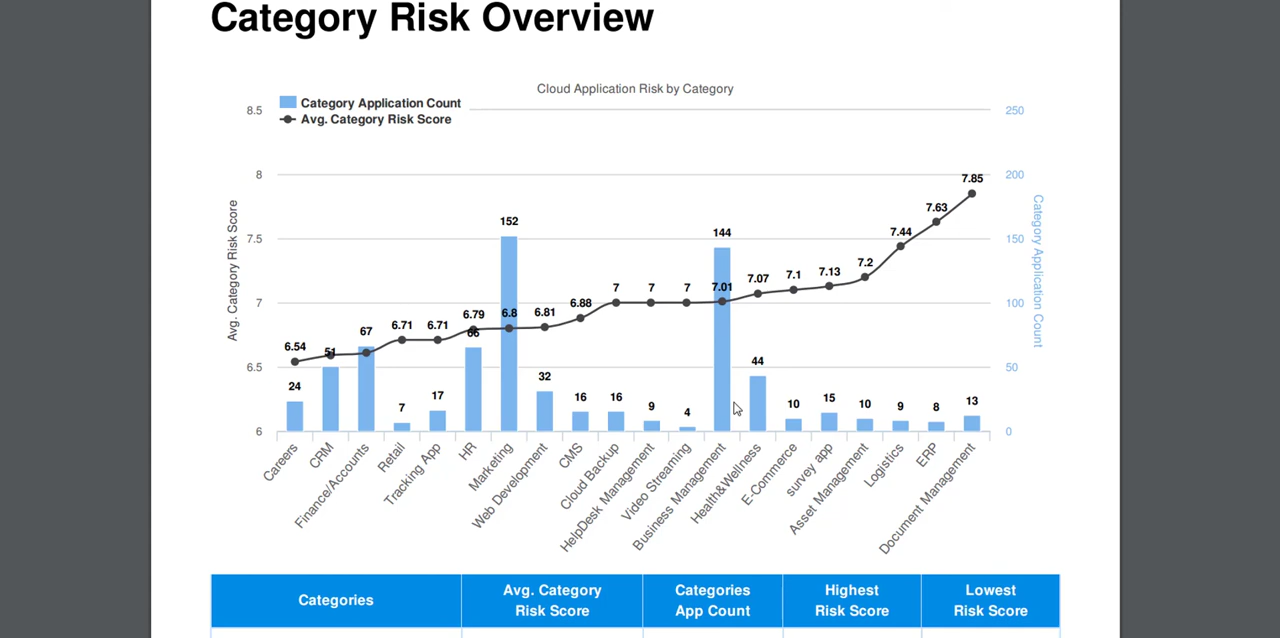 Category Risk Overview
Cloud Application Risk by Category
Category Application Count
Avg. Category Risk Score
8.5
8
7.5
7
6.5
6
Avg. Category Risk Score
250
200
150
100
50
0
Category Application Count
6.54
6.71
6.71
6.79
6.8
6.81
6.88
7
7
7
7.01
7.07
7.1
7.13
7.2
7.44
7.63
7.85
24
51
67
7
17
66
152
32
16
16
9
4
144
44
10
15
10
9
8
13
Careers
CRM
Finance/Accounts
Retail
Tracking App
HR
Marketing
Web Development
CMS
Cloud Backup
HelpDesk Management
Video Streaming
Business Management
Health&Wellness
E-Commerce
survey app
Asset Management
Logistics
ERP
Document Management
Categories
Avg. Category
Risk Score
Categories
App Count
Highest
Risk Score
Lowest
Risk Score